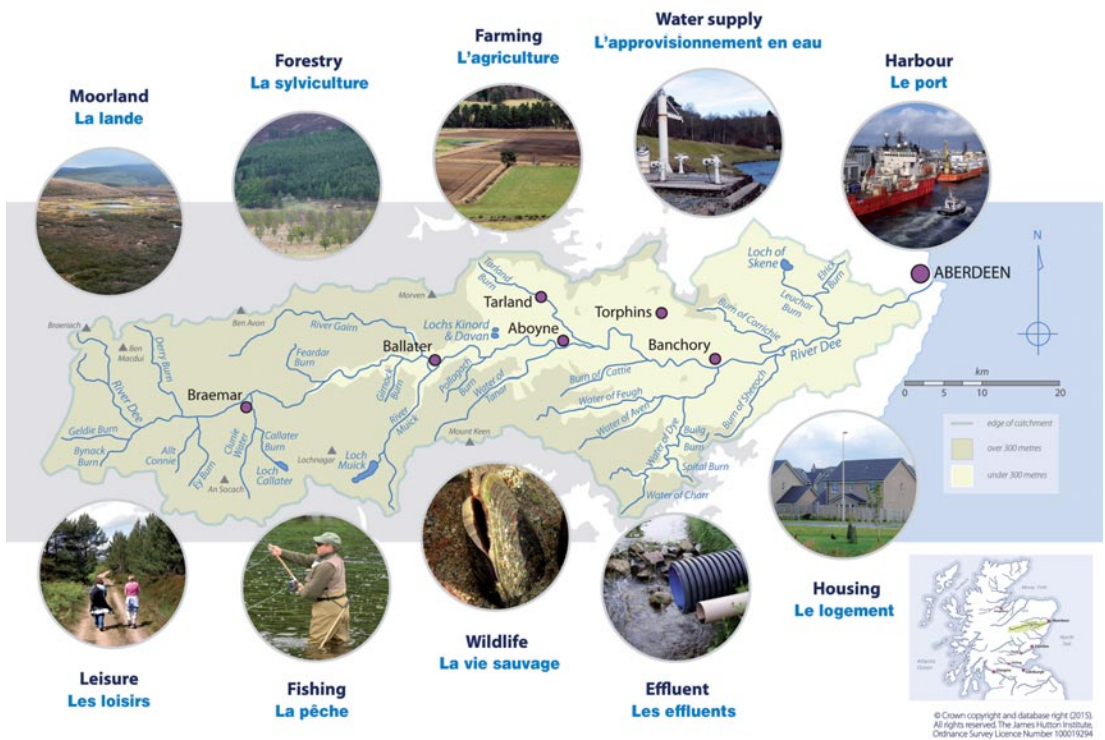 Water supply
L'approvisionnement en eau
Farming
L'agriculture
Forestry
La sylviculture
Harbour
Le port
Moorland
La lande
N
Loch of
Skene
Elrick
Burn
ABERDEEN
Tarland
Burn
Leuchar
Burn
Morven
Tarland
Torphins
Burn of Corrichie
Braeriach
Ben Avon
River Gairn
Lochs Kinord
& Davan
Aboyne
Ben
Macdui
Derry Burn
Ballater
Banchory
River Dee
Feardar
Burn
km
0
5
10
20
River Dee
Braemar
Girnock
Burn
Pollagach
Burn
Water of
Tanar
Burn of Cattie
Water of Feugh
Burn of Sheeoch
Water of Aven
edge of catchment
over 300 metres
under 300 metres
Geldie Burn
Bynack
Burn
Allt
Connie
Ey Burn
Clunie
Water
Callater
Burn
Loch
Callater
River
Muick
Mount Keen
Lochnagar
Loch
Muick
An Socach
Water of Dye
Builg
Burn
Spital Burn
Water of Charr
Housing
Le logement
Wildlife
La vie sauvage
Leisure
Les loisirs
Fishing
La pêche
Effluent
Les effluents
© Crown copyright and database right (2015).
All rights reserved. The James Hutton Institute,
Ordnance Survey Licence Number 100019294